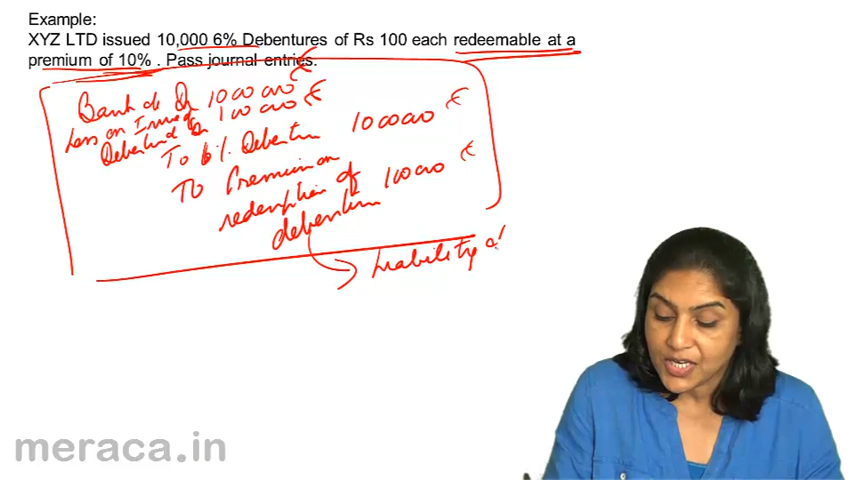 Example:
XYZ LTD issued 10,000 6% Debentures of Rs 100 each redeemable at a
premium of 10% . Pass journal entries.
Bank a/c Dr 1000000
Loss on Issue of 100000
Debenture Dr
To 6% Debenture 1000000
To Premium on
redemption of 100000
debenture
Liability a/
meraca.in